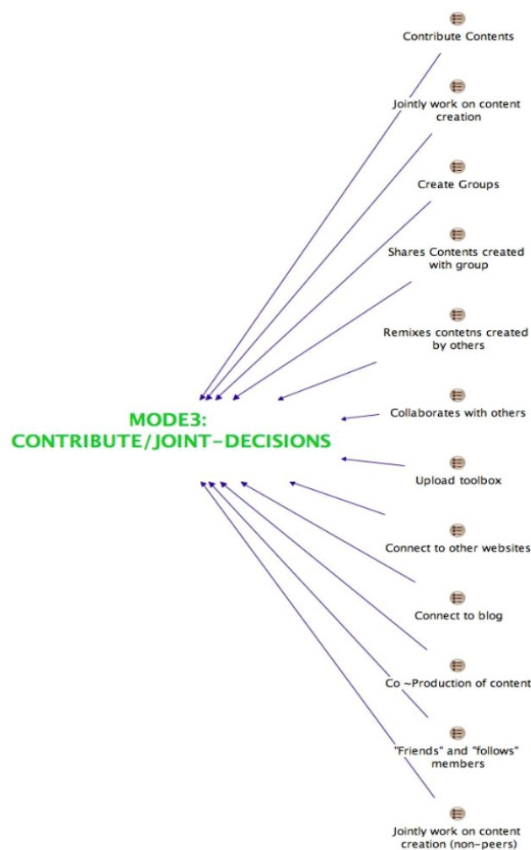 Contribute Contents
Jointly work on content
creation
Create Groups
Shares Contents created
with group
Remixes contetns created
by others
MODE3:
CONTRIBUTE/JOINT-DECISIONS
Collaborates with others
Upload toolbox
Connect to other websites
Connect to blog
Co ~Production of content
"Friends" and "follows"
members
Jointly work on content
creation (non-peers)